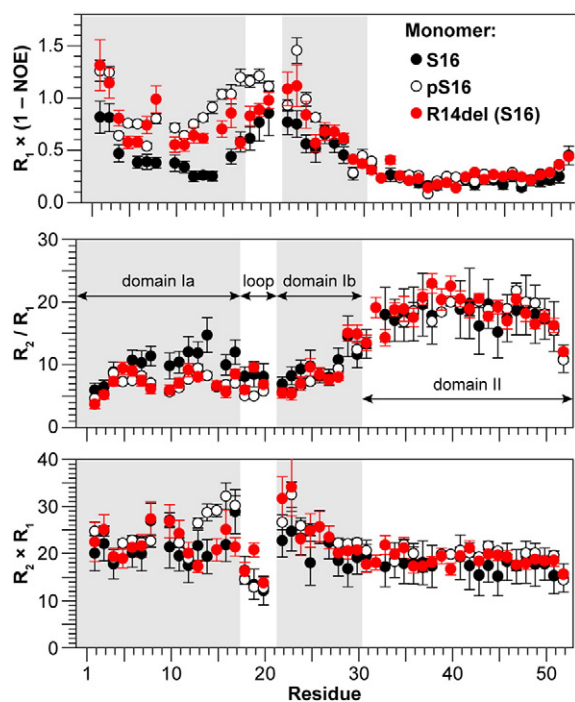 Monomer:
S16
pS16
R14del (S16)
R₁ × (1 – NOE)
1.5
1.0
0.5
0.0
30
20
10
0
R₂ / R₁
domain Ia
loop
domain Ib
domain II
40
30
20
10
0
R₂ × R₁
1 10 20 30 40 50
Residue